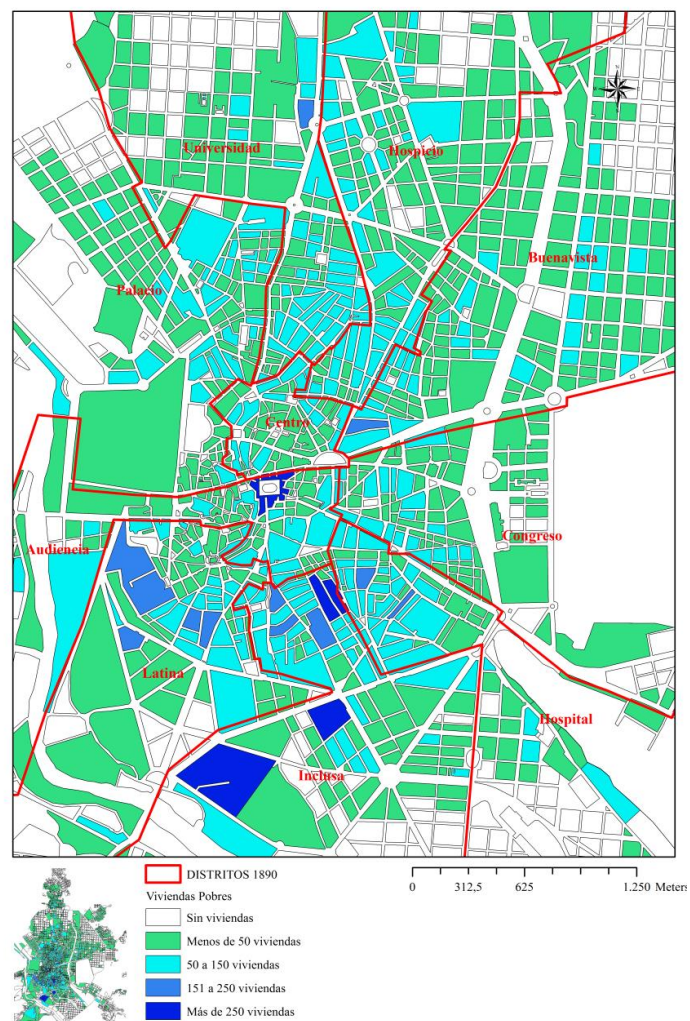 Universidad
Hospicio
Buenavista
Palacio
Centro
Audiencia
Congreso
Latina
Hospital
Inclusa
DISTRITOS 1890
Viviendas Pobres
Sin viviendas
Menos de 50 viviendas
50 a 150 viviendas
151 a 250 viviendas
Más de 250 viviendas
0 312,5 625 1.250 Meters